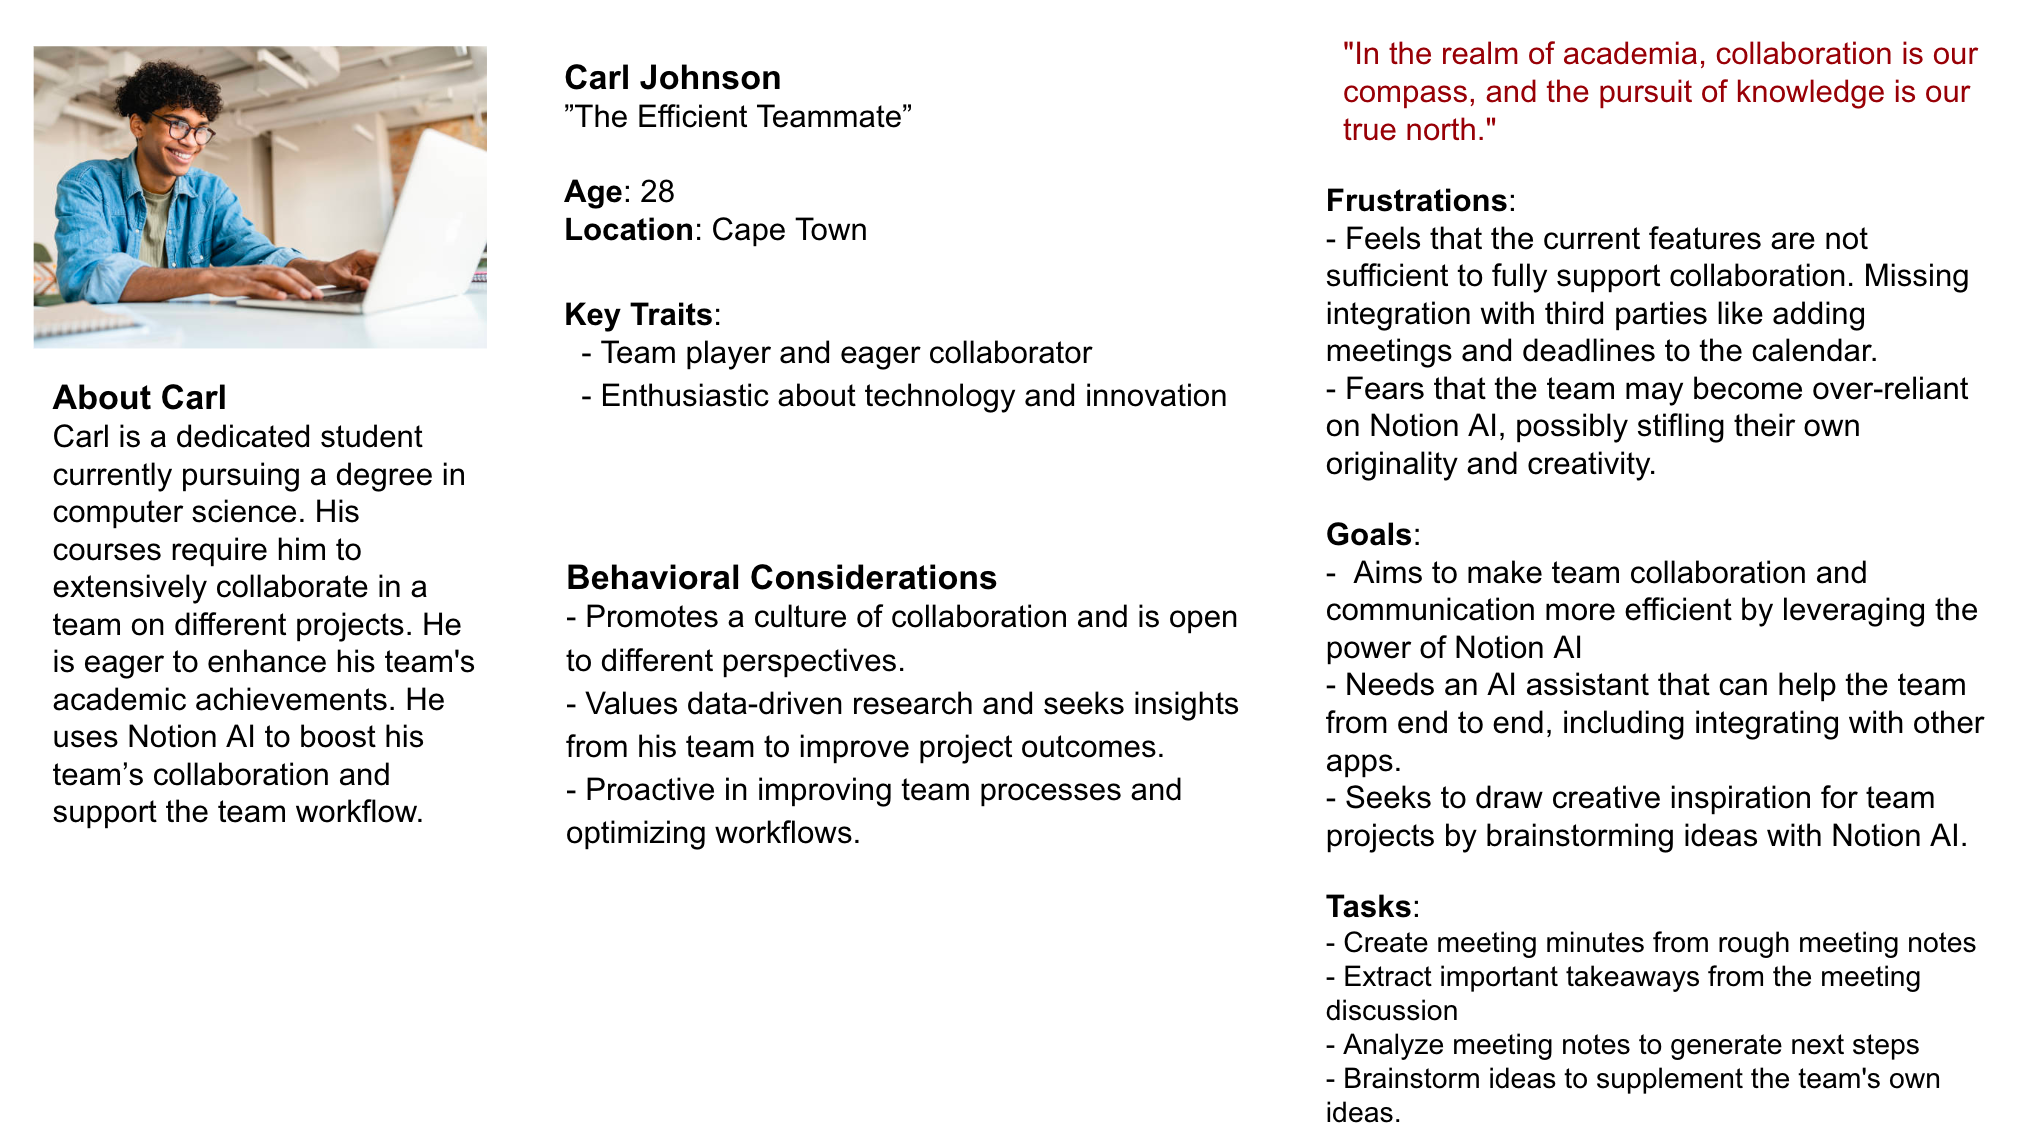 About Carl
Carl is a dedicated student
currently pursuing a degree in
computer science. His
courses require him to
extensively collaborate in a
team on different projects. He
is eager to enhance his team's
academic achievements. He
uses Notion AI to boost his
team’s collaboration and
support the team workflow.
Carl Johnson
”The Efficient Teammate”
Age: 28
Location: Cape Town
Key Traits:
- Team player and eager collaborator
- Enthusiastic about technology and innovation
Behavioral Considerations
- Promotes a culture of collaboration and is open
to different perspectives.
- Values data-driven research and seeks insights
from his team to improve project outcomes.
- Proactive in improving team processes and
optimizing workflows.
"In the realm of academia, collaboration is our
compass, and the pursuit of knowledge is our
true north."
Frustrations:
- Feels that the current features are not
sufficient to fully support collaboration. Missing
integration with third parties like adding
meetings and deadlines to the calendar.
- Fears that the team may become over-reliant
on Notion AI, possibly stifling their own
originality and creativity.
Goals:
- Aims to make team collaboration and
communication more efficient by leveraging the
power of Notion AI
- Needs an AI assistant that can help the team
from end to end, including integrating with other
apps.
- Seeks to draw creative inspiration for team
projects by brainstorming ideas with Notion AI.
Tasks:
- Create meeting minutes from rough meeting notes
- Extract important takeaways from the meeting
discussion
- Analyze meeting notes to generate next steps
- Brainstorm ideas to supplement the team's own
ideas.